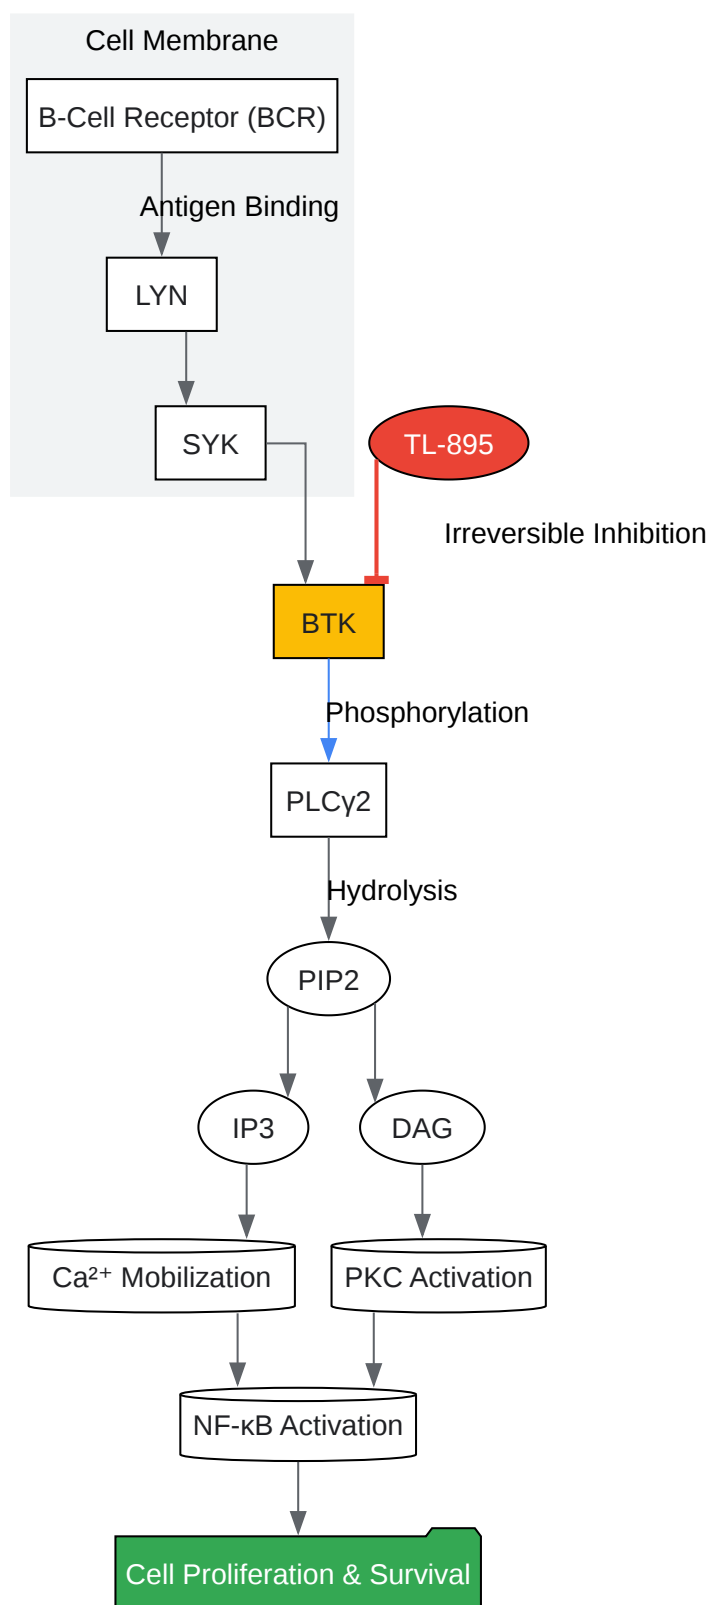 Cell Membrane
B-Cell Receptor (BCR)
Antigen Binding
LYN
SYK
TL-895
Irreversible Inhibition
BTK
Phosphorylation
PLCγ2
Hydrolysis
PIP2
IP3
DAG
Ca²⁺ Mobilization
PKC Activation
NF-κB Activation
Cell Proliferation & Survival